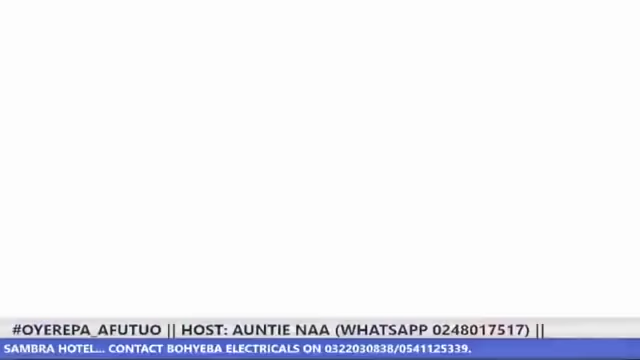 #OYEREPA_AFUTUO || HOST: AUNTIE NAA (WHATSAPP 0248017517) ||
SAMBRA HOTEL... CONTACT BOHYEBA ELECTRICALS ON 0322030838/0541125339.